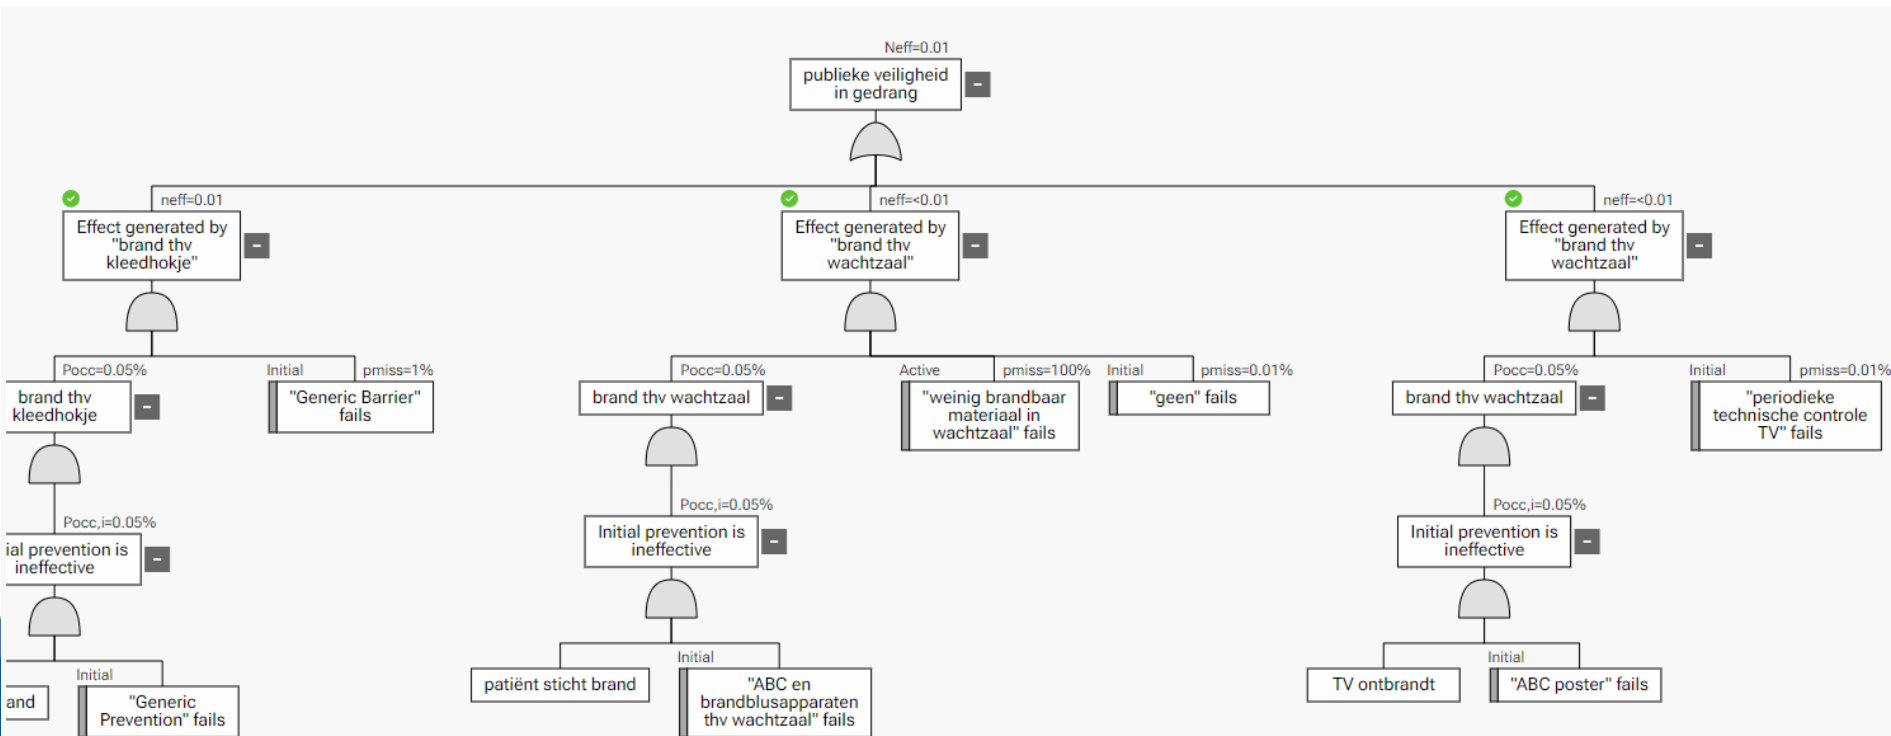 Neff=0.01
publieke veiligheid
in gedrang
neff=0.01
Effect generated by
"brand thv
kleedhokje"
neff=<0.01
Effect generated by
"brand thv
wachtzaal"
neff=<0.01
Effect generated by
"brand thv
wachtzaal"
Pocc=0.05%
brand thv
kleedhokje
Initial
pmiss=1%
"Generic Barrier"
fails
Pocc=0.05%
brand thv wachtzaal
Active
pmiss=100%
"weinig brandbaar
materiaal in
wachtzaal" fails
Initial
pmiss=0.01%
"geen" fails
Pocc=0.05%
brand thv wachtzaal
Initial
pmiss=0.01%
"periodieke
technische controle
TV" fails
Pocc,i=0.05%
ial prevention is
ineffective
Pocc,i=0.05%
Initial prevention is
ineffective
Pocc,i=0.05%
Initial prevention is
ineffective
and
Initial
"Generic
Prevention" fails
patiënt sticht brand
Initial
"ABC en
brandblusapparaten
thv wachtzaal" fails
TV ontbrandt
Initial
"ABC poster" fails